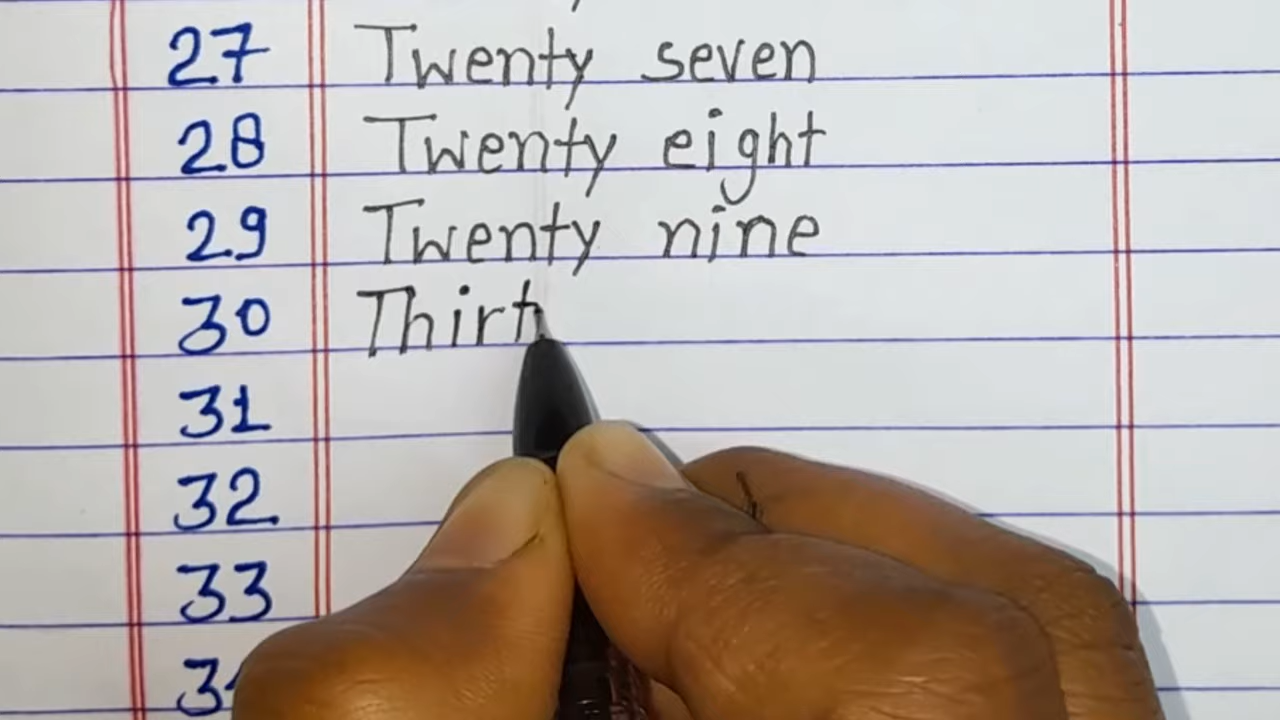 27 Twenty seven
28 Twenty eight
29 Twenty nine
30 Thirt
31
32
33